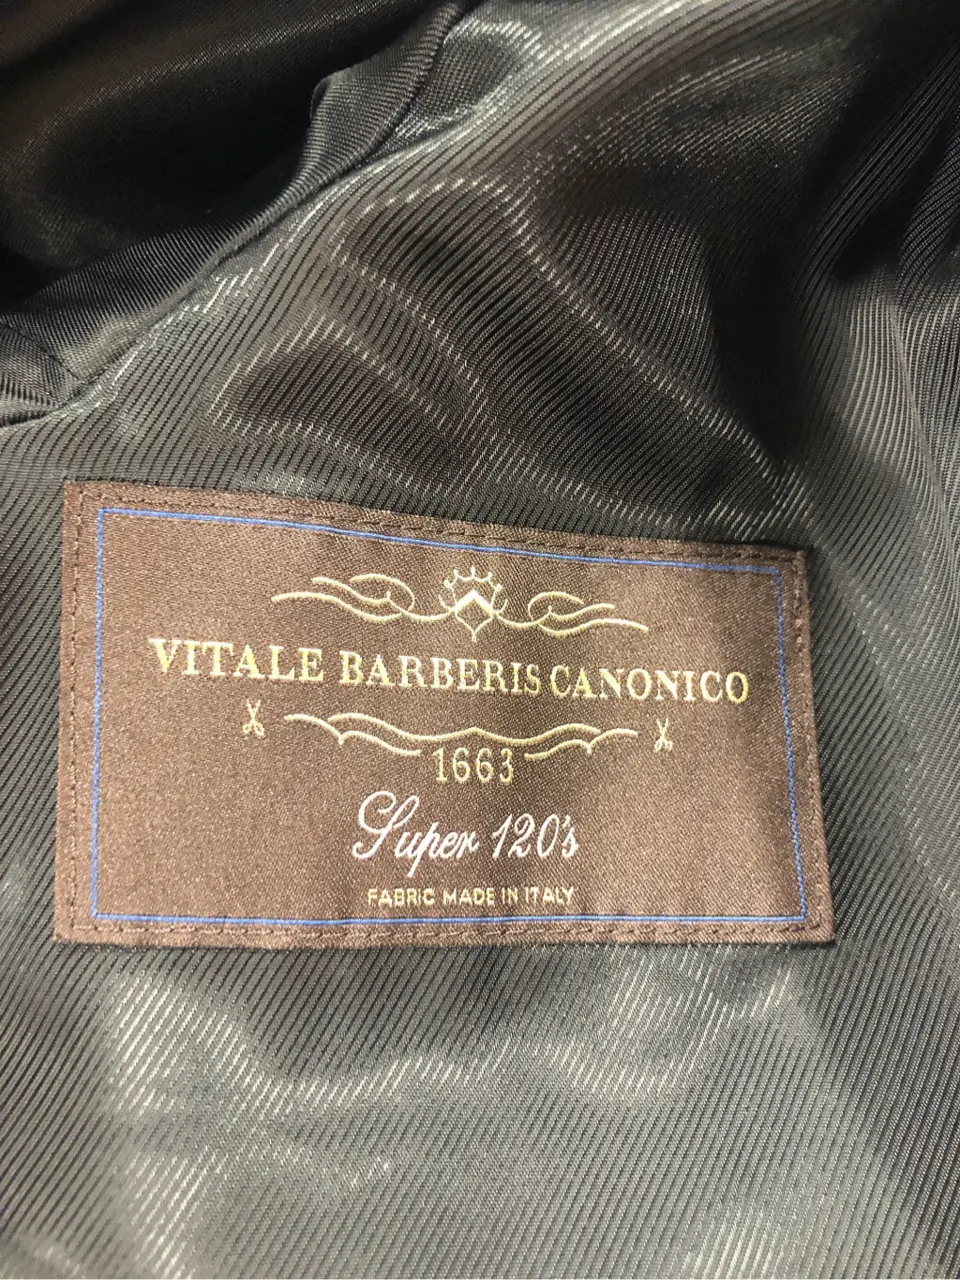 VITALE BARBERIS CANONICO
1663
Super 120's
FABRIC MADE IN ITALY